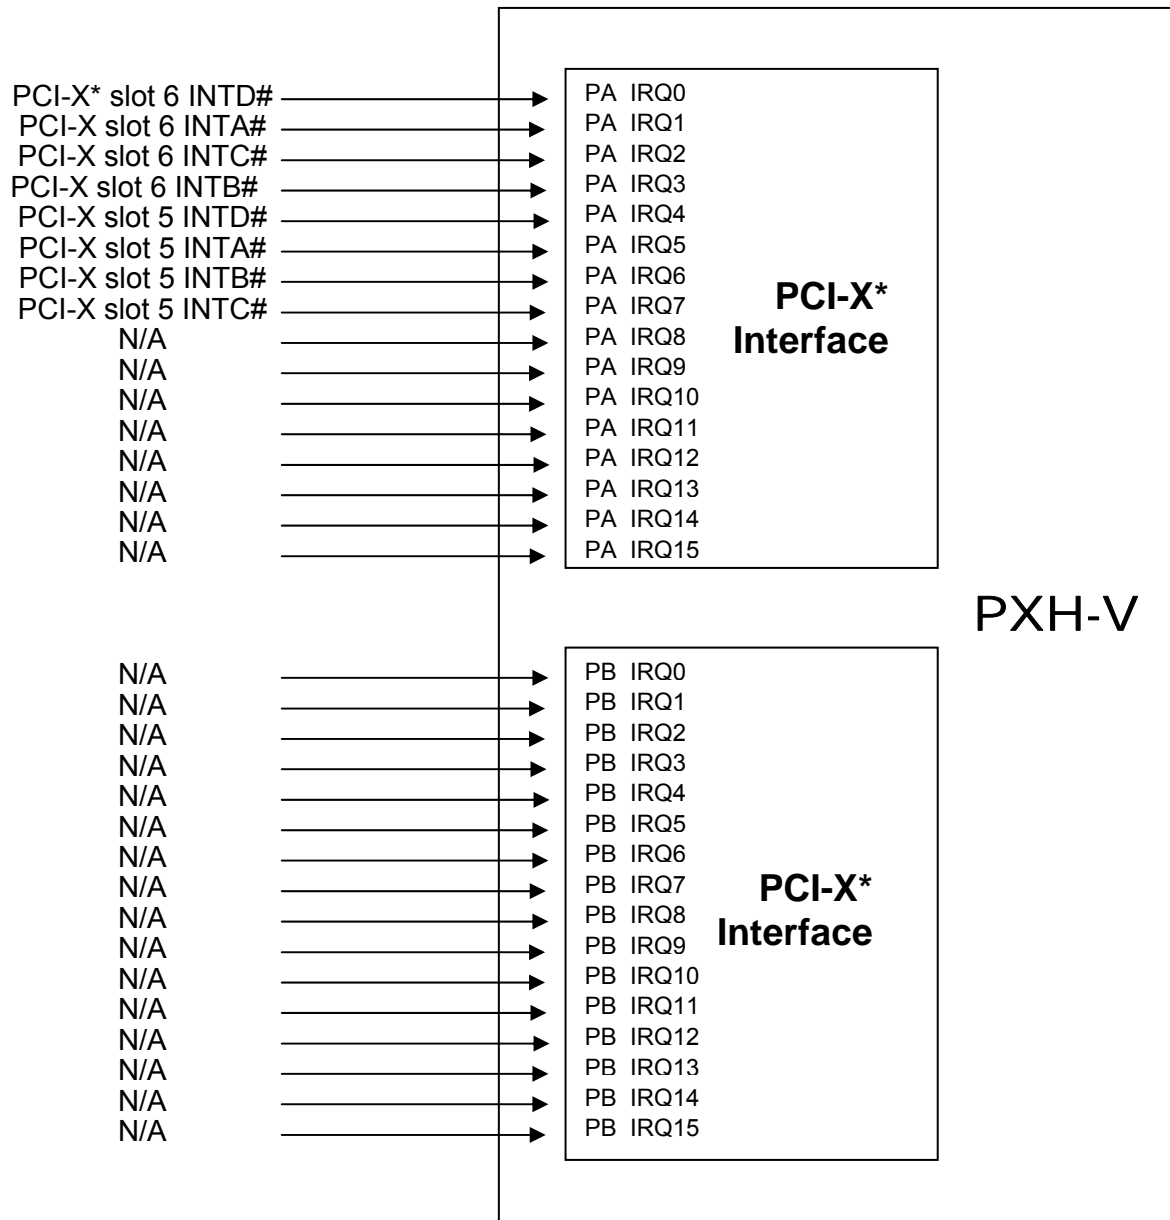 PCI-X* slot 6 INTD# PA IRQ0
PCI-X slot 6 INTA# PA IRQ1
PCI-X slot 6 INTC# PA IRQ2
PCI-X slot 6 INTB# PA IRQ3
PCI-X slot 5 INTD# PA IRQ4
PCI-X slot 5 INTA# PA IRQ5
PCI-X slot 5 INTB# PA IRQ6
PCI-X slot 5 INTC# PA IRQ7
N/A PA IRQ8
N/A PA IRQ9
N/A PA IRQ10
N/A PA IRQ11
N/A PA IRQ12
N/A PA IRQ13
N/A PA IRQ14
N/A PA IRQ15
PCI-X*
Interface
PXH-V
N/A PB IRQ0
N/A PB IRQ1
N/A PB IRQ2
N/A PB IRQ3
N/A PB IRQ4
N/A PB IRQ5
N/A PB IRQ6
N/A PB IRQ7
N/A PB IRQ8
N/A PB IRQ9
N/A PB IRQ10
N/A PB IRQ11
N/A PB IRQ12
N/A PB IRQ13
N/A PB IRQ14
N/A PB IRQ15
PCI-X*
Interface